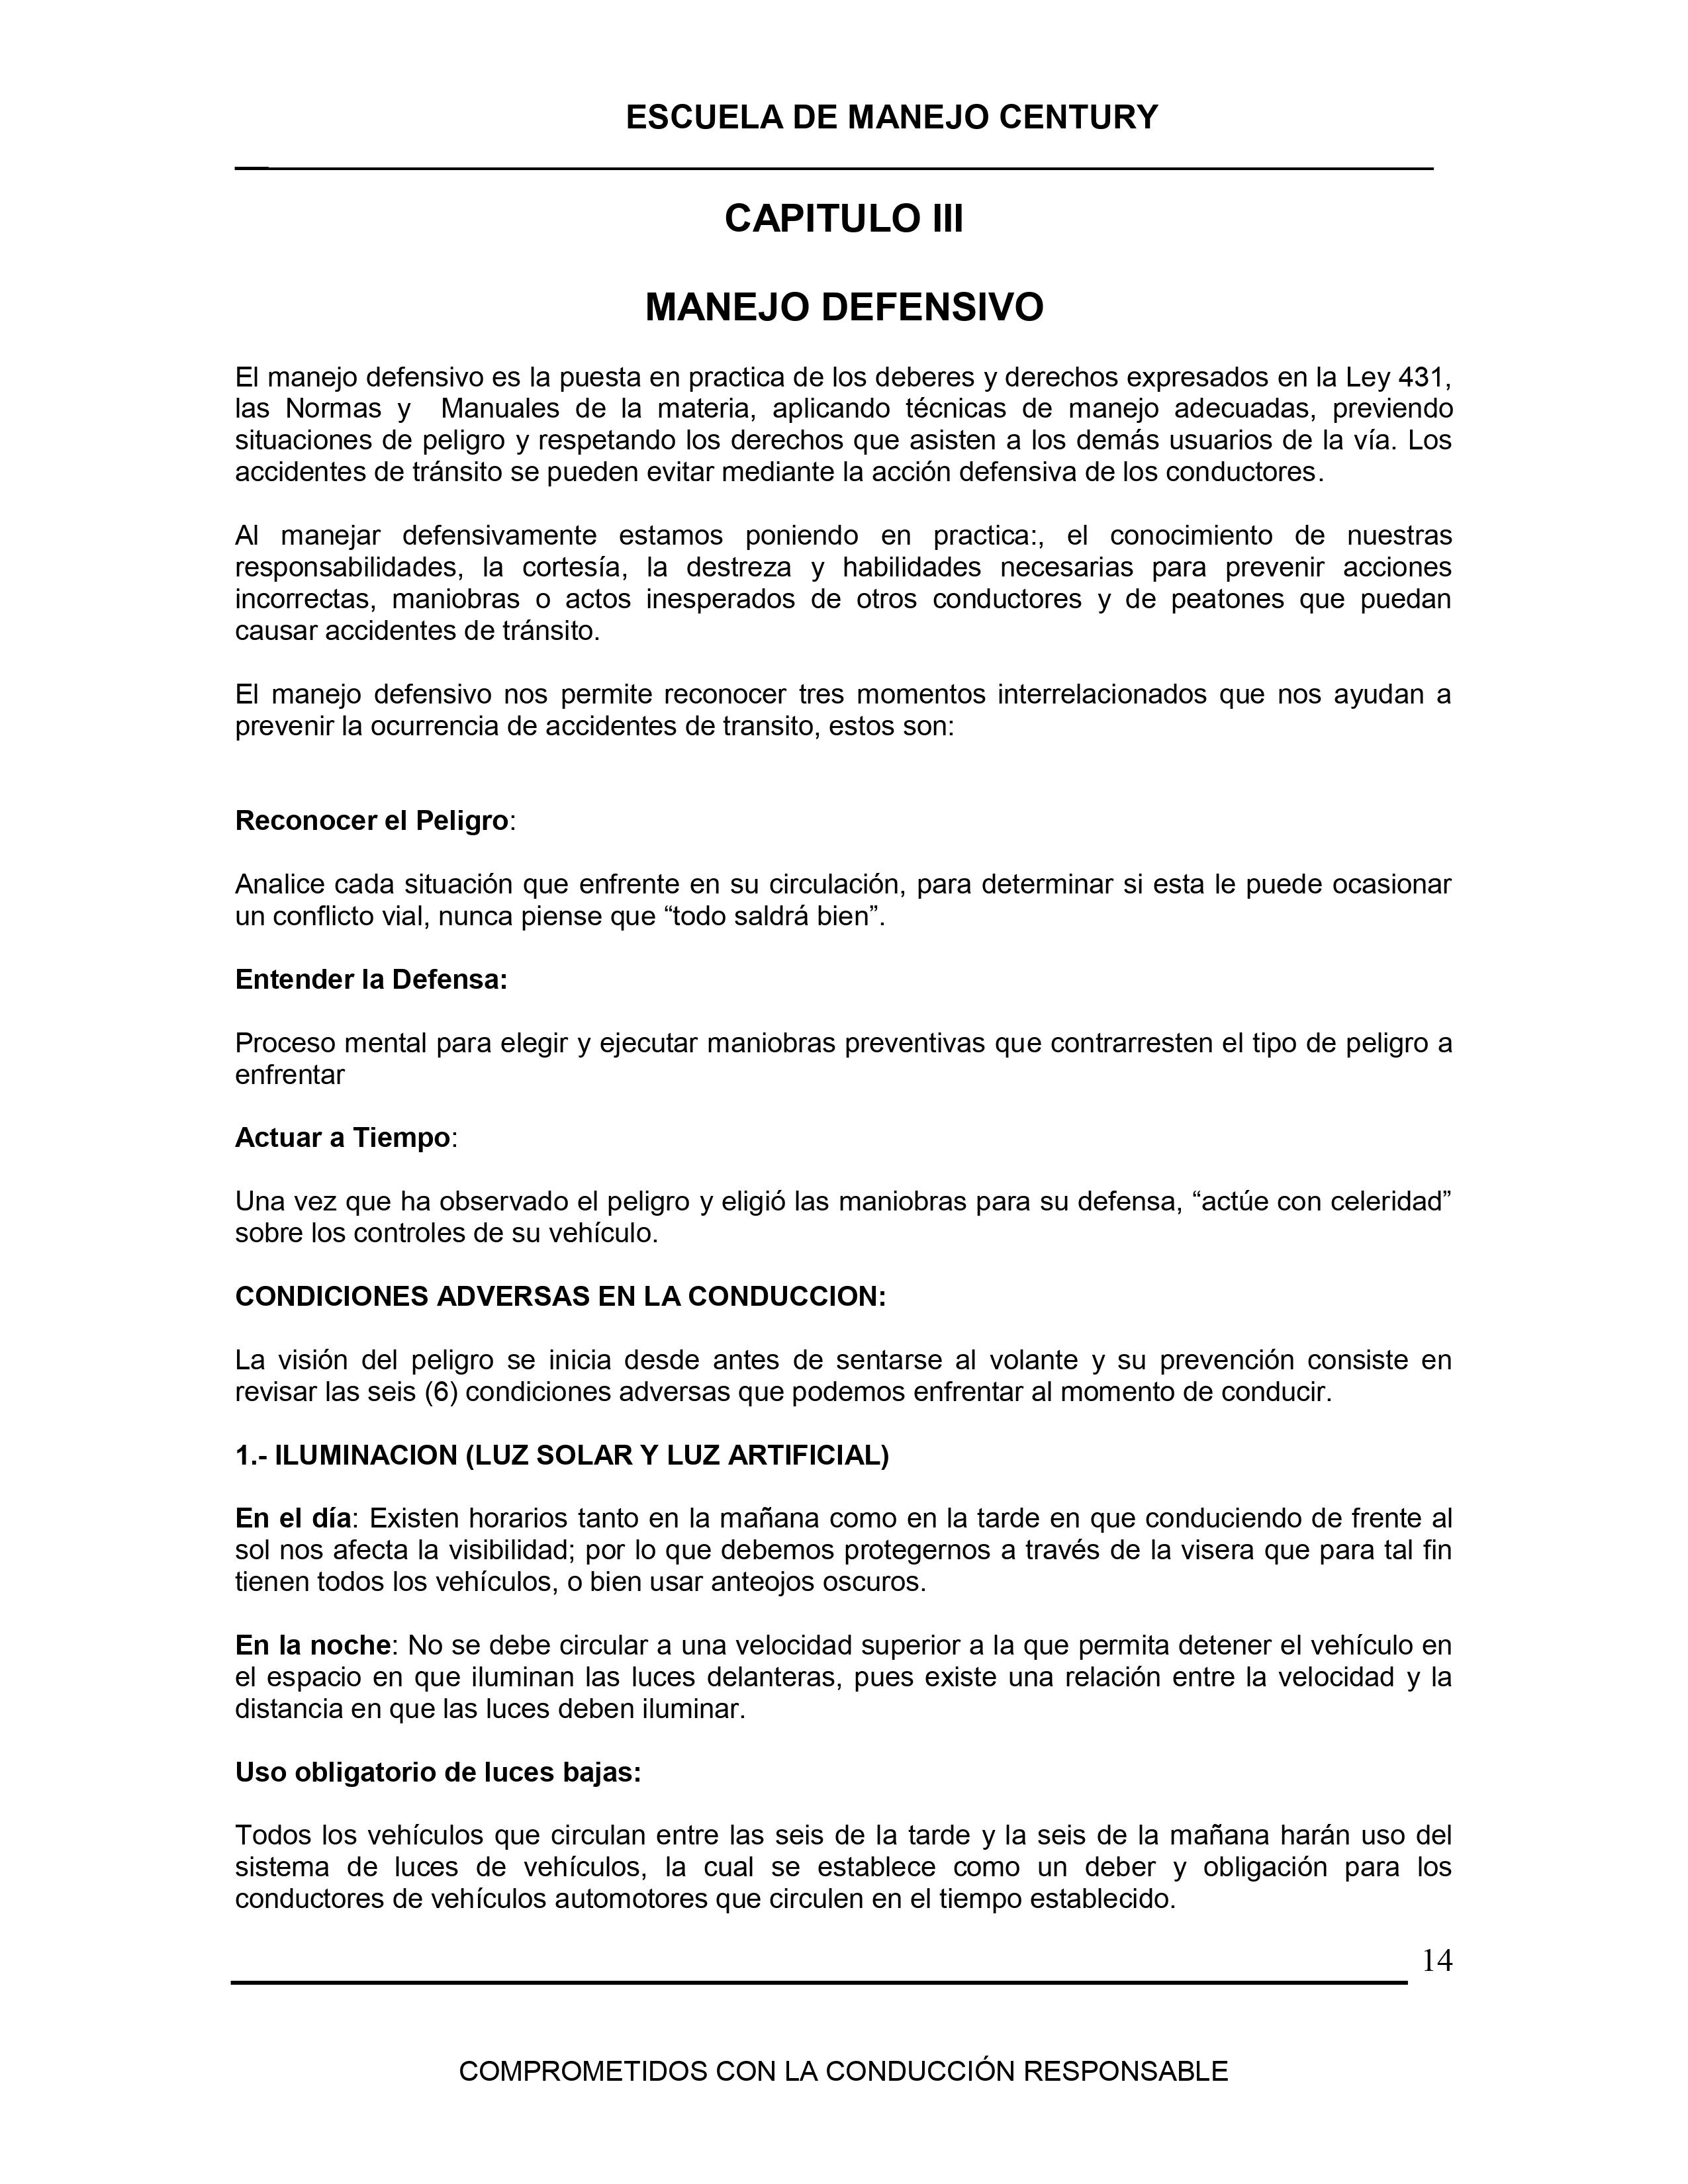 ESCUELA DE MANEJO CENTURY
CAPITULO III
MANEJO DEFENSIVO
El manejo defensivo es la puesta en practica de los deberes y derechos expresados en la Ley 431,
las Normas y  Manuales de la materia, aplicando técnicas de manejo adecuadas, previendo
situaciones de peligro y respetando los derechos que asisten a los demás usuarios de la vía. Los
accidentes de tránsito se pueden evitar mediante la acción defensiva de los conductores.
Al manejar defensivamente estamos poniendo en practica:, el conocimiento de nuestras
responsabilidades, la cortesía, la destreza y habilidades necesarias para prevenir acciones
incorrectas, maniobras o actos inesperados de otros conductores y de peatones que puedan
causar accidentes de tránsito.
El manejo defensivo nos permite reconocer tres momentos interrelacionados que nos ayudan a
prevenir la ocurrencia de accidentes de transito, estos son:
Reconocer el Peligro:
Analice cada situación que enfrente en su circulación, para determinar si esta le puede ocasionar
un conflicto vial, nunca piense que “todo saldrá bien”.
Entender la Defensa:
Proceso mental para elegir y ejecutar maniobras preventivas que contrarresten el tipo de peligro a
enfrentar
Actuar a Tiempo:
Una vez que ha observado el peligro y eligió las maniobras para su defensa, “actúe con celeridad”
sobre los controles de su vehículo.
CONDICIONES ADVERSAS EN LA CONDUCCION:
La visión del peligro se inicia desde antes de sentarse al volante y su prevención consiste en
revisar las seis (6) condiciones adversas que podemos enfrentar al momento de conducir.
1.- ILUMINACION (LUZ SOLAR Y LUZ ARTIFICIAL)
En el día: Existen horarios tanto en la mañana como en la tarde en que conduciendo de frente al
sol nos afecta la visibilidad; por lo que debemos protegernos a través de la visera que para tal fin
tienen todos los vehículos, o bien usar anteojos oscuros.
En la noche: No se debe circular a una velocidad superior a la que permita detener el vehículo en
el espacio en que iluminan las luces delanteras, pues existe una relación entre la velocidad y la
distancia en que las luces deben iluminar.
Uso obligatorio de luces bajas:
Todos los vehículos que circulan entre las seis de la tarde y la seis de la mañana harán uso del
sistema de luces de vehículos, la cual se establece como un deber y obligación para los
conductores de vehículos automotores que circulen en el tiempo establecido.
14
COMPROMETIDOS CON LA CONDUCCIÓN RESPONSABLE